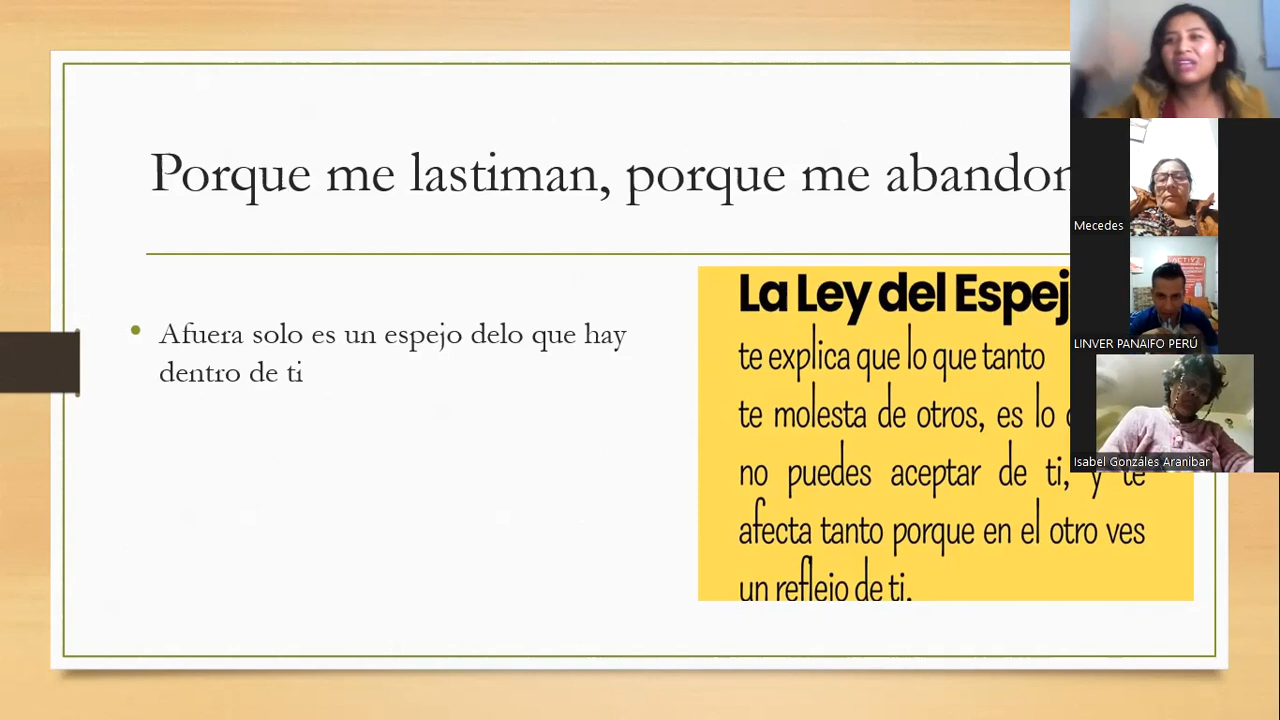 Porque me lastiman, porque me abandon
Afuera solo es un espejo delo que hay
dentro de ti
La Ley del Espej
te explica que lo que tanto
te molesta de otros, es lo
no puedes aceptar de ti, y te
afecta tanto porque en el otro ves
un reflejo de ti.
Mecedes
LINVER PANAIFO PERÚ
Isabel Gonzáles Aranibar